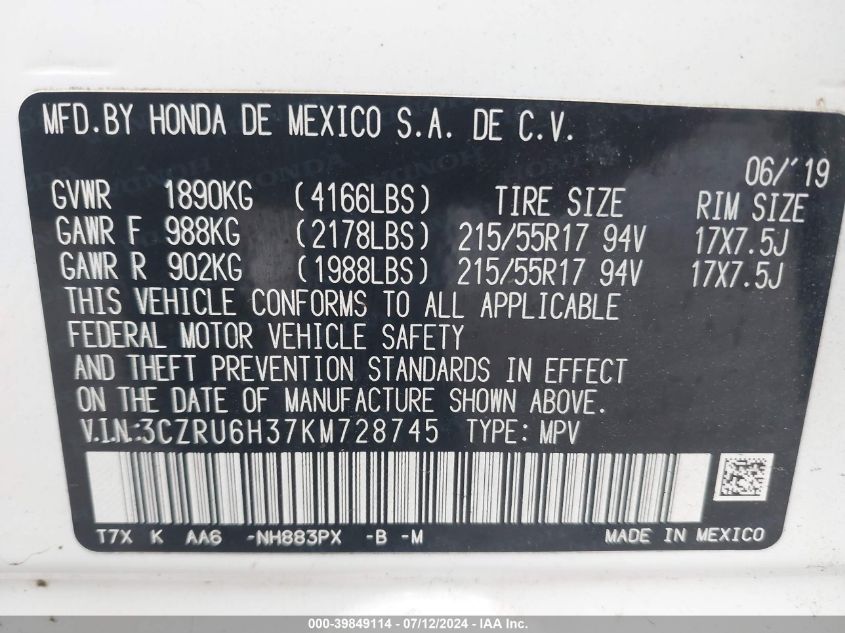 MFD.BY HONDA DE MEXICO S.A. DE C.V.
06/'19
GVWR 1890KG (4166LBS) TIRE SIZE RIM SIZE
GAWR F 988KG (2178LBS) 215/55R17 94V 17X7.5J
GAWR R 902KG (1988LBS) 215/55R17 94V 17X7.5J
THIS VEHICLE CONFORMS TO ALL APPLICABLE
FEDERAL MOTOR VEHICLE SAFETY
AND THEFT PREVENTION STANDARDS IN EFFECT
ON THE DATE OF MANUFACTURE SHOWN ABOVE.
V.I.N:3CZRU6H37KM728745 TYPE: MPV
T7X K AA6 -NH883PX -B -M MADE IN MEXICO
000-39849114 - 07/12/2024 - IAA Inc.